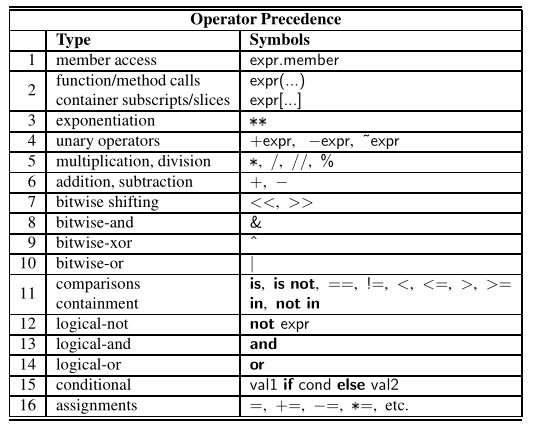 Operator Precedence
Type Symbols
1 member access expr.member
2 function/method calls expr(...)
container subscripts/slices expr[...]
3 exponentiation **
4 unary operators +expr, −expr, ˜expr
5 multiplication, division *, /, //, %
6 addition, subtraction +, −
7 bitwise shifting <<, >>
8 bitwise-and &
9 bitwise-xor ˆ
10 bitwise-or |
11 comparisons is, is not, ==, !=, <, <=, >, >=
containment in, not in
12 logical-not not expr
13 logical-and and
14 logical-or or
15 conditional val1 if cond else val2
16 assignments =, +=, −=, *=, etc.